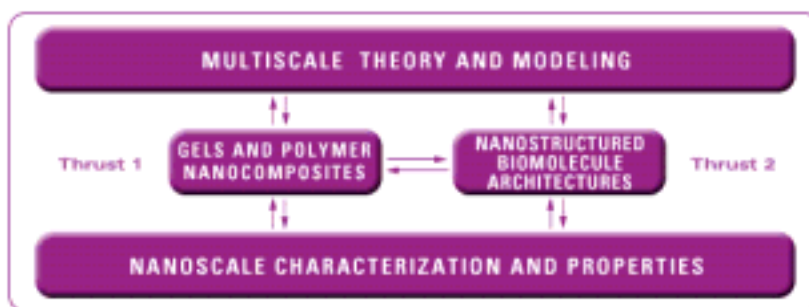 MULTISCALE THEORY AND MODELING
Thrust 1
GELS AND POLYMER
NANOCOMPOSITES
NANOSTRUCTURED
BIOMOLECULE
ARCHITECTURES
Thrust 2
NANOSCALE CHARACTERIZATION AND PROPERTIES